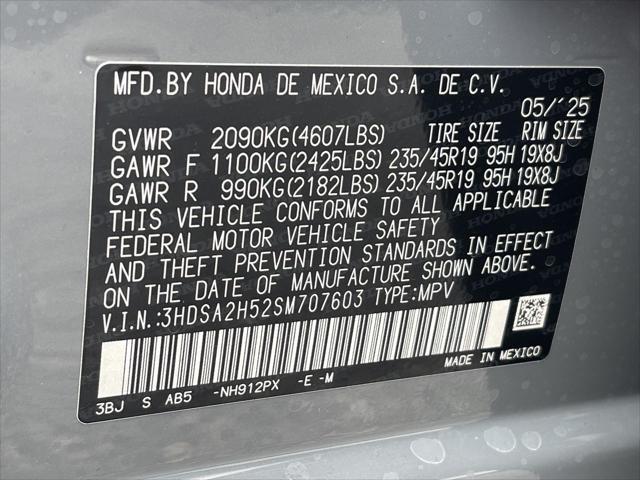 MFD.BY HONDA DE MEXICO S.A. DE C.V.
05/'25
GVWR 2090KG(4607LBS) TIRE SIZE RIM SIZE
GAWR F 1100KG(2425LBS) 235/45R19 95H 19X8J
GAWR R 990KG(2182LBS) 235/45R19 95H 19X8J
THIS VEHICLE CONFORMS TO ALL APPLICABLE
FEDERAL MOTOR VEHICLE SAFETY
AND THEFT PREVENTION STANDARDS IN EFFECT
ON THE DATE OF MANUFACTURE SHOWN ABOVE.
V.I.N.:3HDSA2H52SM707603 TYPE:MPV
MADE IN MEXICO
3BJ S AB5 -NH912PX -E -M